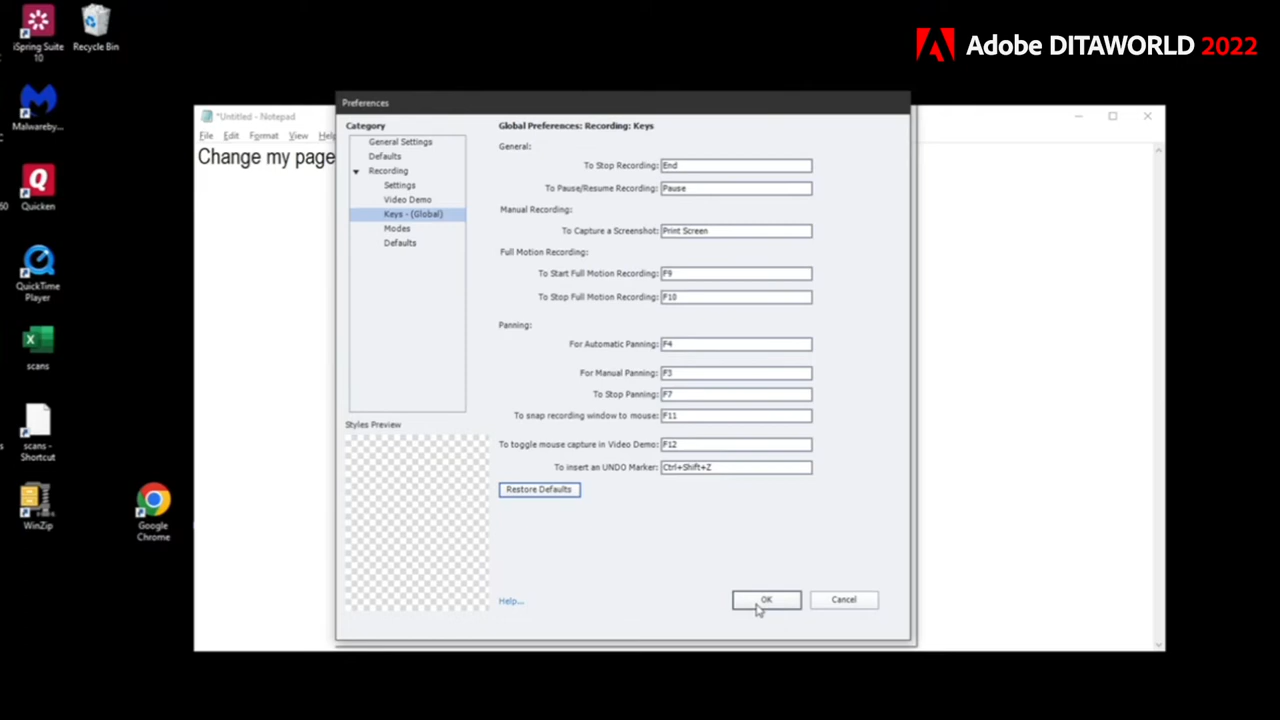 iSpring Suite
10
Recycle Bin
Adobe DITAWORLD 2022
Malwareby...
Quicken
60
QuickTime
Player
scans
scans -
Shortcut
WinZip
Google
Chrome
*Untitled - Notepad
File Edit Format View Help
Change my page
Preferences
Category
General Settings
Defaults
Recording
Settings
Video Demo
Keys - (Global)
Modes
Defaults
Styles Preview
Global Preferences: Recording: Keys
General:
To Stop Recording: End
To Pause/Resume Recording: Pause
Manual Recording:
To Capture a Screenshot: Print Screen
Full Motion Recording:
To Start Full Motion Recording: F9
To Stop Full Motion Recording: F10
Panning:
For Automatic Panning: F4
For Manual Panning: F3
To Stop Panning: F7
To snap recording window to mouse: F11
To toggle mouse capture in Video Demo: F12
To insert an UNDO Marker: Ctrl+Shift+Z
Restore Defaults
Help...
OK
Cancel